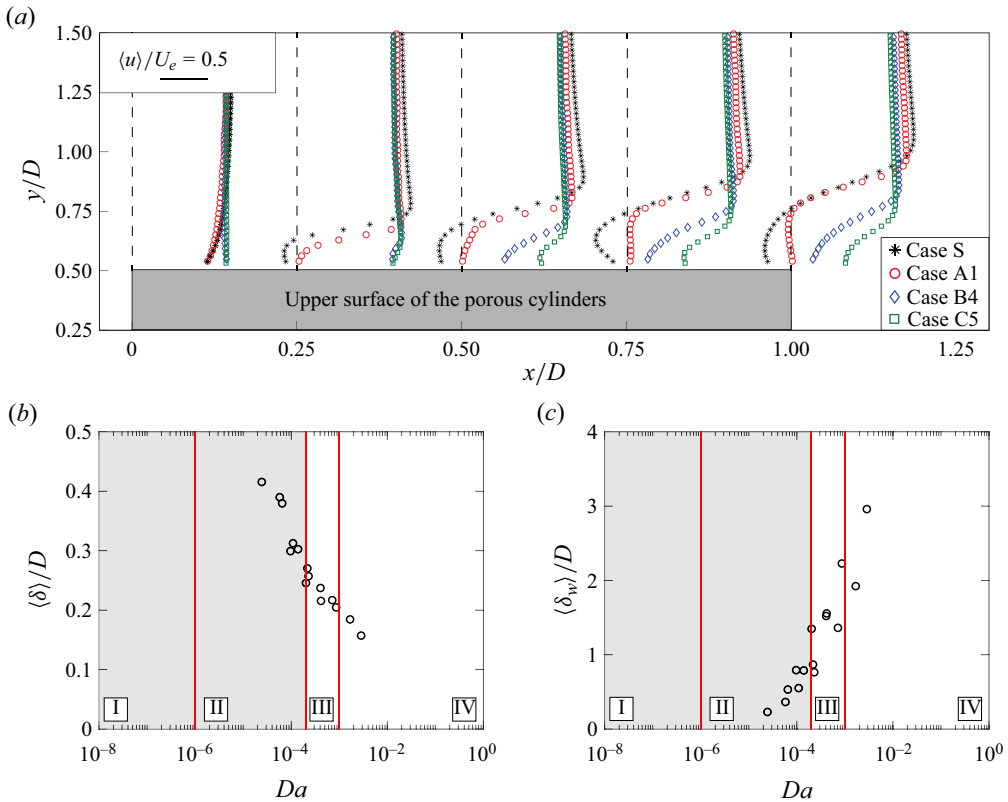 (a)
1.50
1.25
1.00
0.75
0.50
0.25
y/D
⟨u⟩/U_e = 0.5
Case S
Case A1
Case B4
Case C5
Upper surface of the porous cylinders
0
0.25
0.50
0.75
1.00
1.25
x/D
(b)
0.5
0.4
0.3
0.2
0.1
0
⟨δ⟩/D
I
II
III
IV
10^−8
10^−6
10^−4
10^−2
10^0
Da
(c)
4
3
2
1
0
⟨δ_w⟩/D
I
II
III
IV
10^−8
10^−6
10^−4
10^−2
10^0
Da